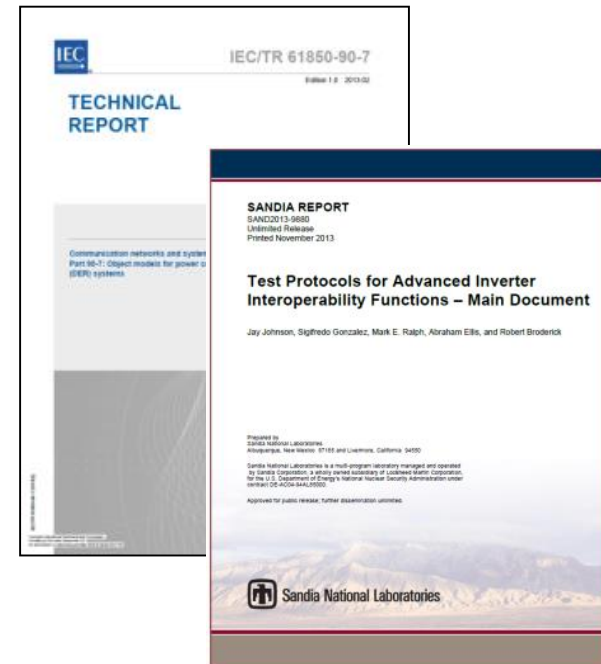 IEC
IEC/TR 61850-90-7
Edition 1.0 2013-02
TECHNICAL
REPORT
Communication networks and system
Part 90-7: Object models for power c
(DER) systems
SANDIA REPORT
SAND2013-9880
Unlimited Release
Printed November 2013
Test Protocols for Advanced Inverter
Interoperability Functions – Main Document
Jay Johnson, Sigifredo Gonzalez, Mark E. Ralph, Abraham Ellis, and Robert Broderick
Prepared by
Sandia National Laboratories
Albuquerque, New Mexico 87185 and Livermore, California 94550
Sandia National Laboratories is a multi-program laboratory managed and operated
by Sandia Corporation, a wholly owned subsidiary of Lockheed Martin Corporation,
for the U.S. Department of Energy's National Nuclear Security Administration under
contract DE-AC04-94AL85000.
Approved for public release; further dissemination unlimited.
Sandia National Laboratories